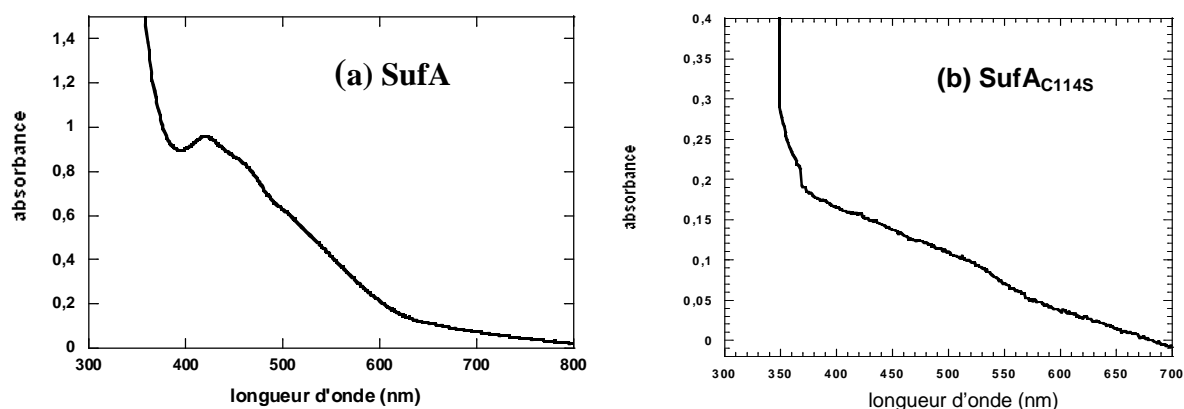 (a) SufA
absorbance
1,4
1,2
1
0,8
0,6
0,4
0,2
0
300 400 500 600 700 800
longueur d'onde (nm)
(b) SufAC114S
absorbance
0,4
0,35
0,3
0,25
0,2
0,15
0,1
0,05
0
300 350 400 450 500 550 600 650 700
longueur d'onde (nm)